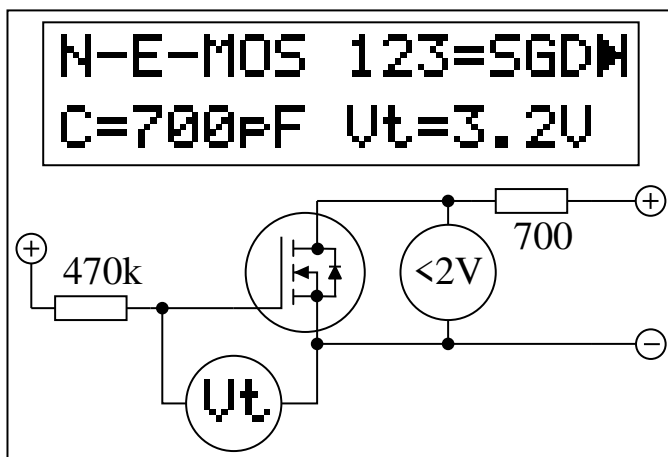 N-E-MOS 123=SGD
C=700pF Vt=3.2V
+
470k
Vt
<2V
700
+
−